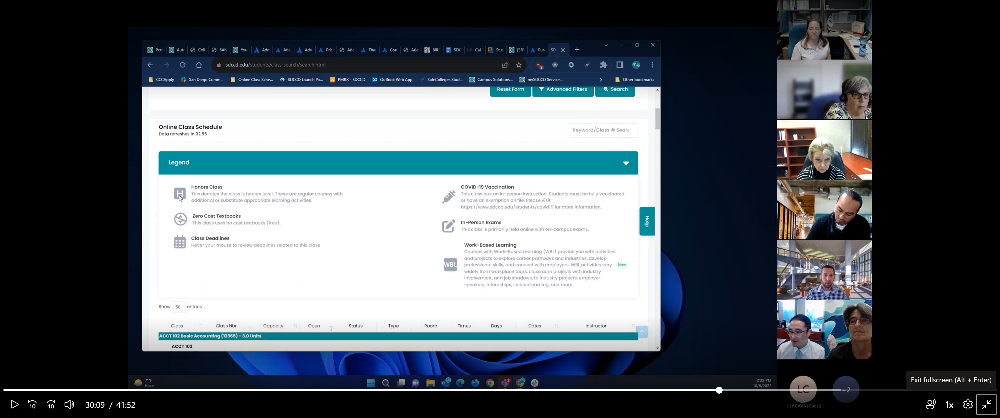 Perm
Auto
Coll
SAN
Your
Adm
Atla
Adm
Prici
Atla
Tha
Con
Atla
Bill
SDC
LII Cal.
Stuc
[SRV
Purc
SD
sdccd.edu/students/class-search/search.html
CCCApply
San Diego Comm...
Online Class Sche...
SDCCD Launch Pa...
PMRX - SDCCD
Outlook Web App
SafeColleges Stud...
Campus Solutions...
mySDCCD Service...
Other bookmarks
Reset Form
Advanced Filters
Search
Online Class Schedule
Data refreshes in 02:55
Keyword/Class # Searc
Legend
H
Honors Class
This denotes the class is honors level. These are regular courses with
additional or substitute appropriate learning activities.
Zero Cost Textbooks
This class uses no cost textbooks (free).
Class Deadlines
Hover your mouse to review deadlines related to this class
COVID-19 Vaccination
This class has an in-person instruction. Students must be fully vaccinated
or have an exemption on file. Please visit
https://www.sdccd.edu/students/covid19 for more information.
In-Person Exams
This class is primarily held online with on-campus exams.
WBL
Work-Based Learning
Courses with Work-Based Learning (WBL) provide you with activities
and projects to explore career pathways and industries, develop
professional skills, and connect with employers. WBL activities vary
widely from workplace tours, classroom projects with industry
involvement, and job shadows, to industry projects, employer
speakers, internships, service learning, and more.
New
Help
Show 50 entries
Class Class Nbr Capacity Open Status Type Room Times Days Dates Instructor
ACCT 102 Basic Accounting (12365) - 3.0 Units
ACCT 102
71°F
Haze
2:32 PM
10/6/2022
LC
+2
LILY CAVA (Guest)
Exit fullscreen (Alt + Enter)
10
10
30:09 / 41:52
1x